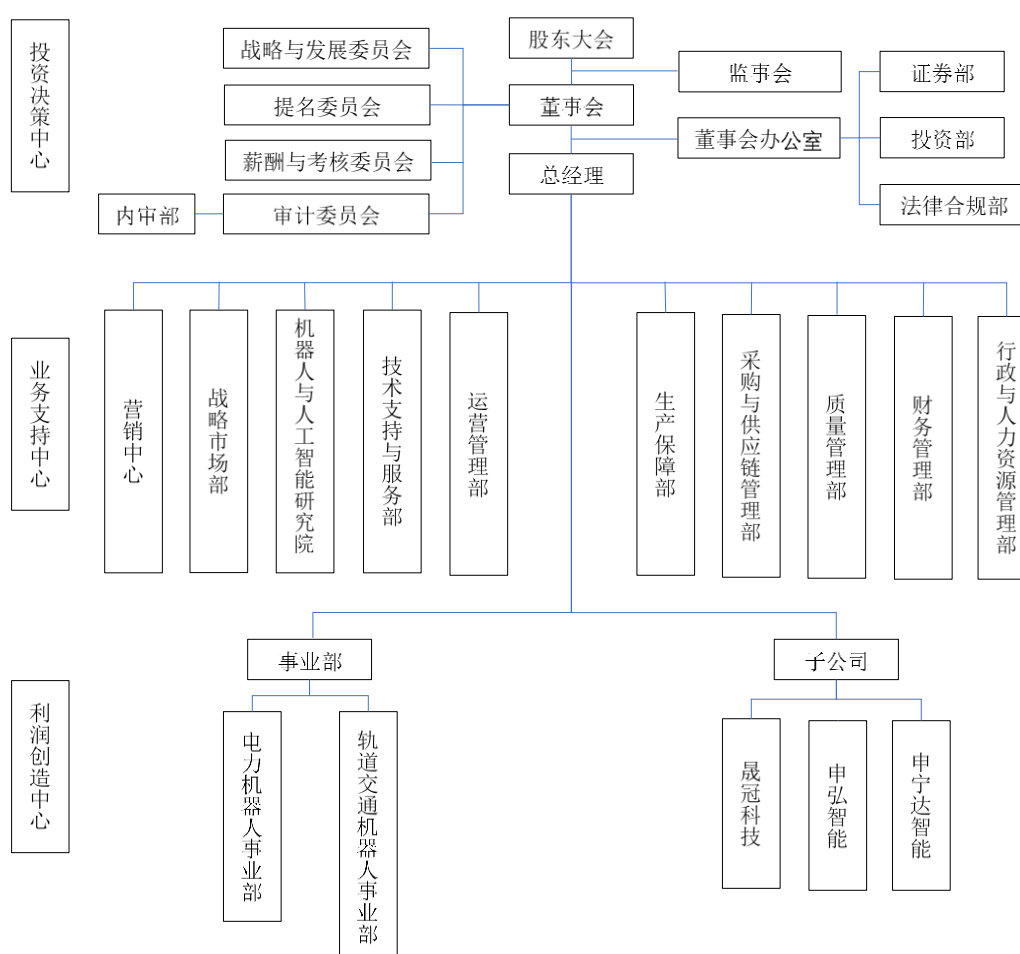 投资决策中心
战略与发展委员会
提名委员会
薪酬与考核委员会
审计委员会
内审部
股东大会
董事会
总经理
监事会
董事会办公室
证券部
投资部
法律合规部
业务支持中心
营销中心
战略市场部
机器人与人工智能研究院
技术支持与服务部
运营管理部
生产保障部
采购与供应链管理部
质量管理部
财务管理部
行政与人力资源管理部
利润创造中心
事业部
电力机器人事业部
轨道交通机器人事业部
子公司
晟冠科技
申弘智能
申宁达智能